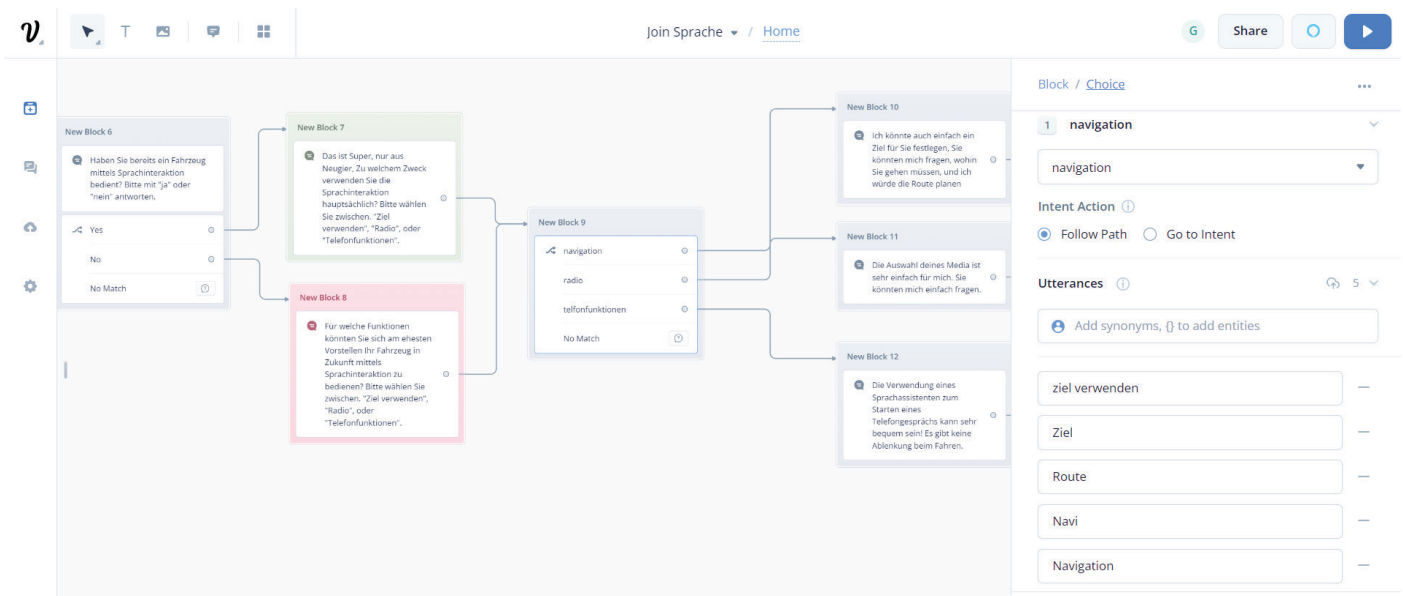 Join Sprache / Home
G
Share
New Block 6
Haben Sie bereits ein Fahrzeug
mittels Sprachinteraktion
bedient? Bitte mit "ja" oder
"nein" antworten.
Yes
No
No Match
New Block 7
Das ist Super, nur aus
Neugier, Zu welchem Zweck
verwenden Sie die
Sprachinteraktion
hauptsächlich? Bitte wählen
Sie zwischen. "Ziel
verwenden", "Radio", oder
"Telefonfunktionen".
New Block 8
Für welche Funktionen
könnten Sie sich am ehesten
Vorstellen Ihr Fahrzeug in
Zukunft mittels
Sprachinteraktion zu
bedienen? Bitte wählen Sie
zwischen. "Ziel verwenden",
"Radio", oder
"Telefonfunktionen".
New Block 9
navigation
radio
telfonfunktionen
No Match
New Block 10
Ich könnte auch einfach ein
Ziel für Sie festlegen, Sie
könnten mich fragen, wohin
Sie gehen müssen, und ich
würde die Route planen
New Block 11
Die Auswahl deines Media ist
sehr einfach für mich. Sie
könnten mich einfach fragen.
New Block 12
Die Verwendung eines
Sprachassistenten zum
Starten eines
Telefongesprächs kann sehr
bequem sein! Es gibt keine
Ablenkung beim Fahren.
Block / Choice
1 navigation
navigation
Intent Action
Follow Path Go to Intent
Utterances 5
Add synonyms, {} to add entities
ziel verwenden
Ziel
Route
Navi
Navigation